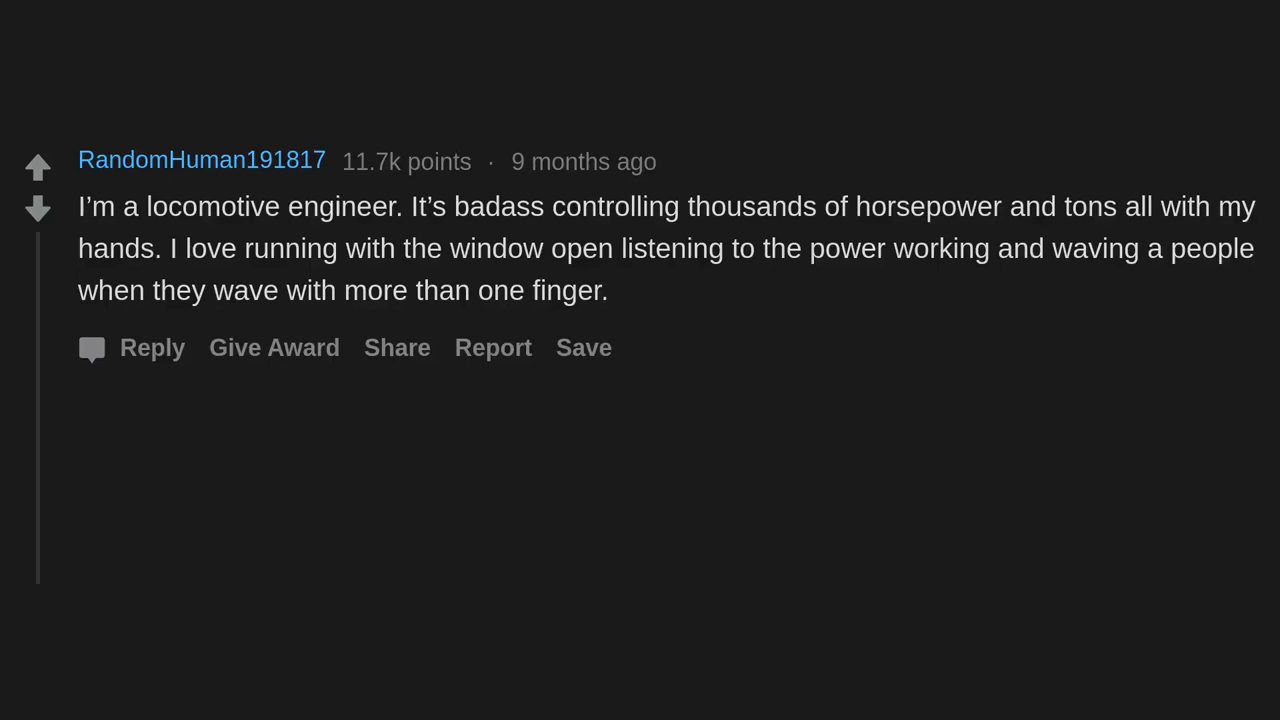 RandomHuman191817 11.7k points · 9 months ago
I’m a locomotive engineer. It’s badass controlling thousands of horsepower and tons all with my
hands. I love running with the window open listening to the power working and waving a people
when they wave with more than one finger.
Reply Give Award Share Report Save